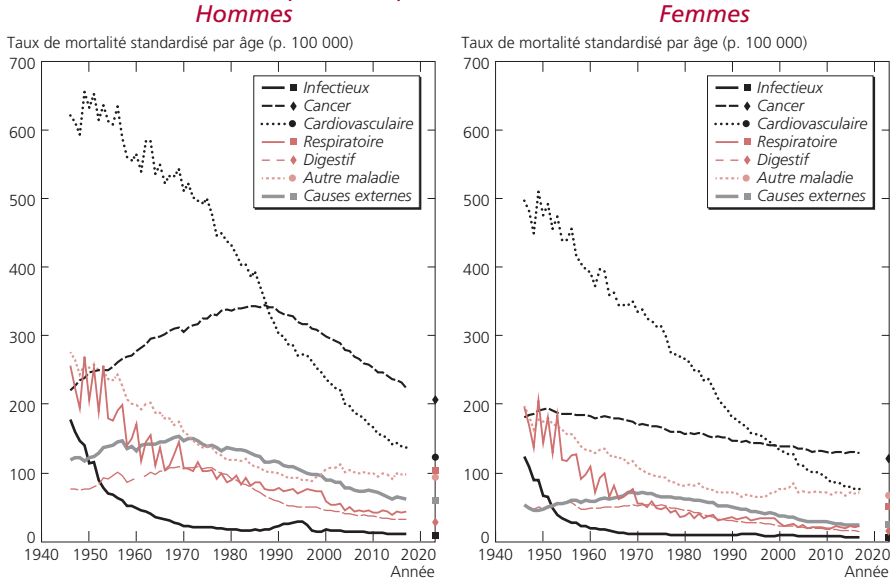 Hommes
Taux de mortalité standardisé par âge (p. 100 000)
700
600
500
400
300
200
100
0
1940 1950 1960 1970 1980 1990 2000 2010 2020
Année
Infectieux
Cancer
Cardiovasculaire
Respiratoire
Digestif
Autre maladie
Causes externes
Femmes
Taux de mortalité standardisé par âge (p. 100 000)
700
600
500
400
300
200
100
0
1940 1950 1960 1970 1980 1990 2000 2010 2020
Année
Infectieux
Cancer
Cardiovasculaire
Respiratoire
Digestif
Autre maladie
Causes externes